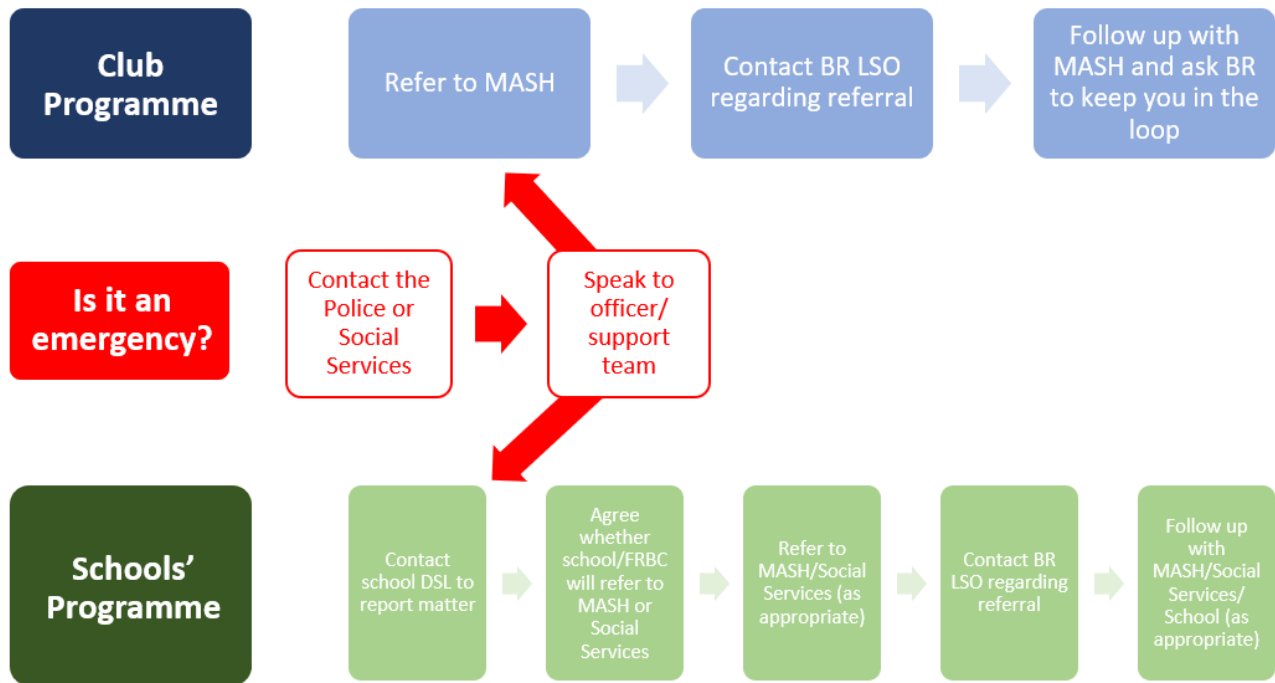 Club
Programme
Refer to MASH
Contact BR LSO
regarding referral
Follow up with
MASH and ask BR
to keep you in the
loop
Is it an
emergency?
Contact the
Police or
Social
Services
Speak to
officer/
support
team
Schools’
Programme
Contact
school DSL to
report matter
Agree
whether
school/FRBC
will refer to
MASH or
Social
Services
Refer to
MASH/Social
Services (as
appropriate)
Contact BR
LSO regarding
referral
Follow up
with
MASH/Social
Services/
School (as
appropriate)